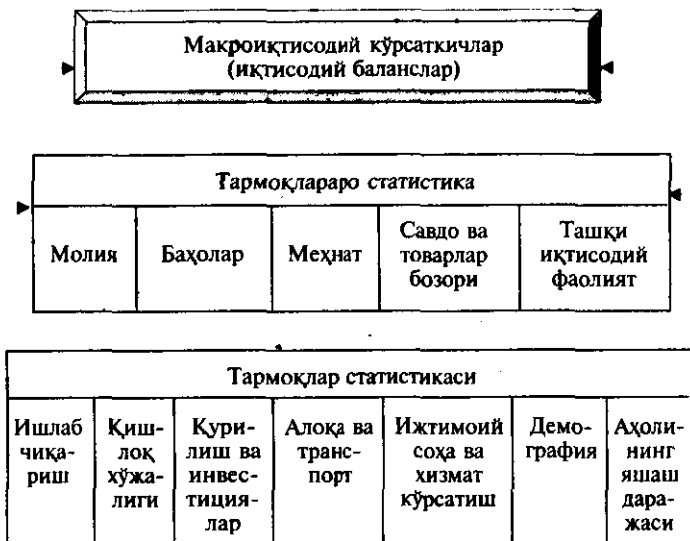 Макроиқтисодий кўрсаткичлар
(иқтисодий баланслар)
Тармоқлараро статистика
Молия
Баҳолар
Меҳнат
Савдо ва
товарлар
бозори
Ташқи
иқтисодий
фаолият
Тармоқлар статистикаси
Ишлаб
чиқа-
риш
Қиш-
лоқ
хўжа-
лиги
Қури-
лиш ва
инвес-
тиция-
лар
Алоқа ва
транс-
порт
Ижтимоий
соҳа ва
хизмат
кўрсатиш
Демо-
графия
Аҳоли-
нинг
яшаш
дара-
жаси